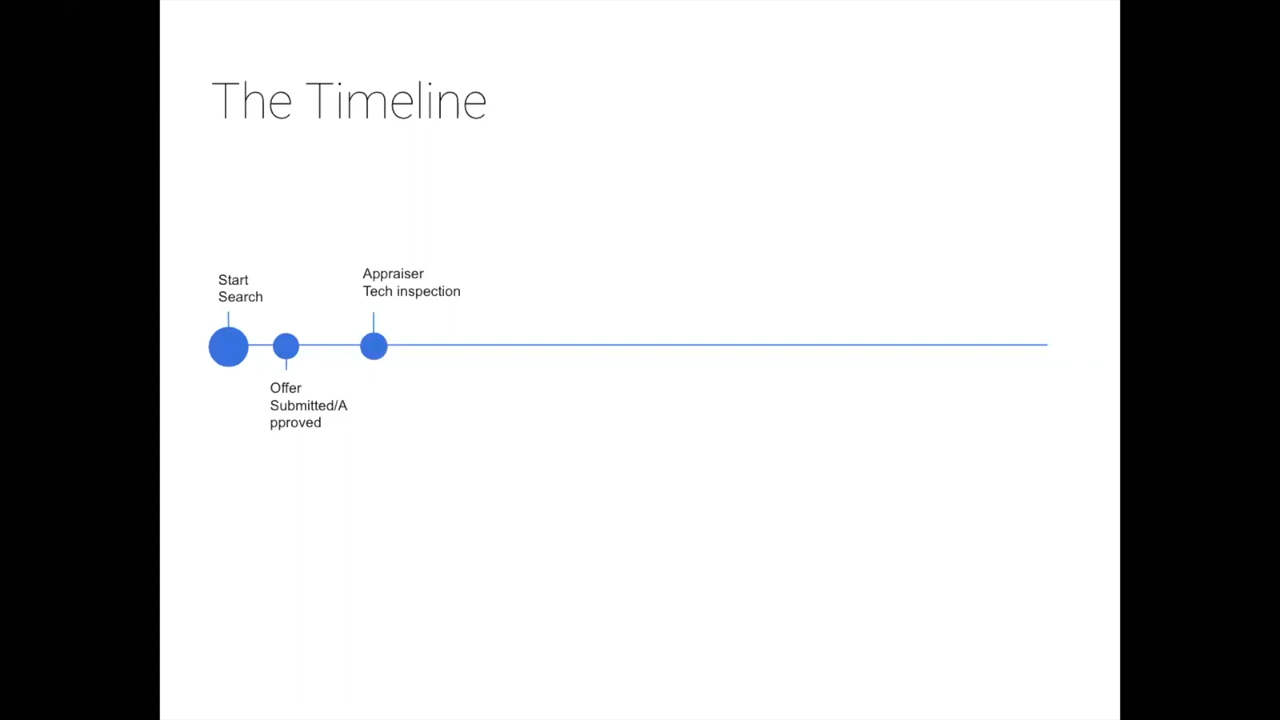 The Timeline
Start
Search
Appraiser
Tech inspection
Offer
Submitted/A
pproved